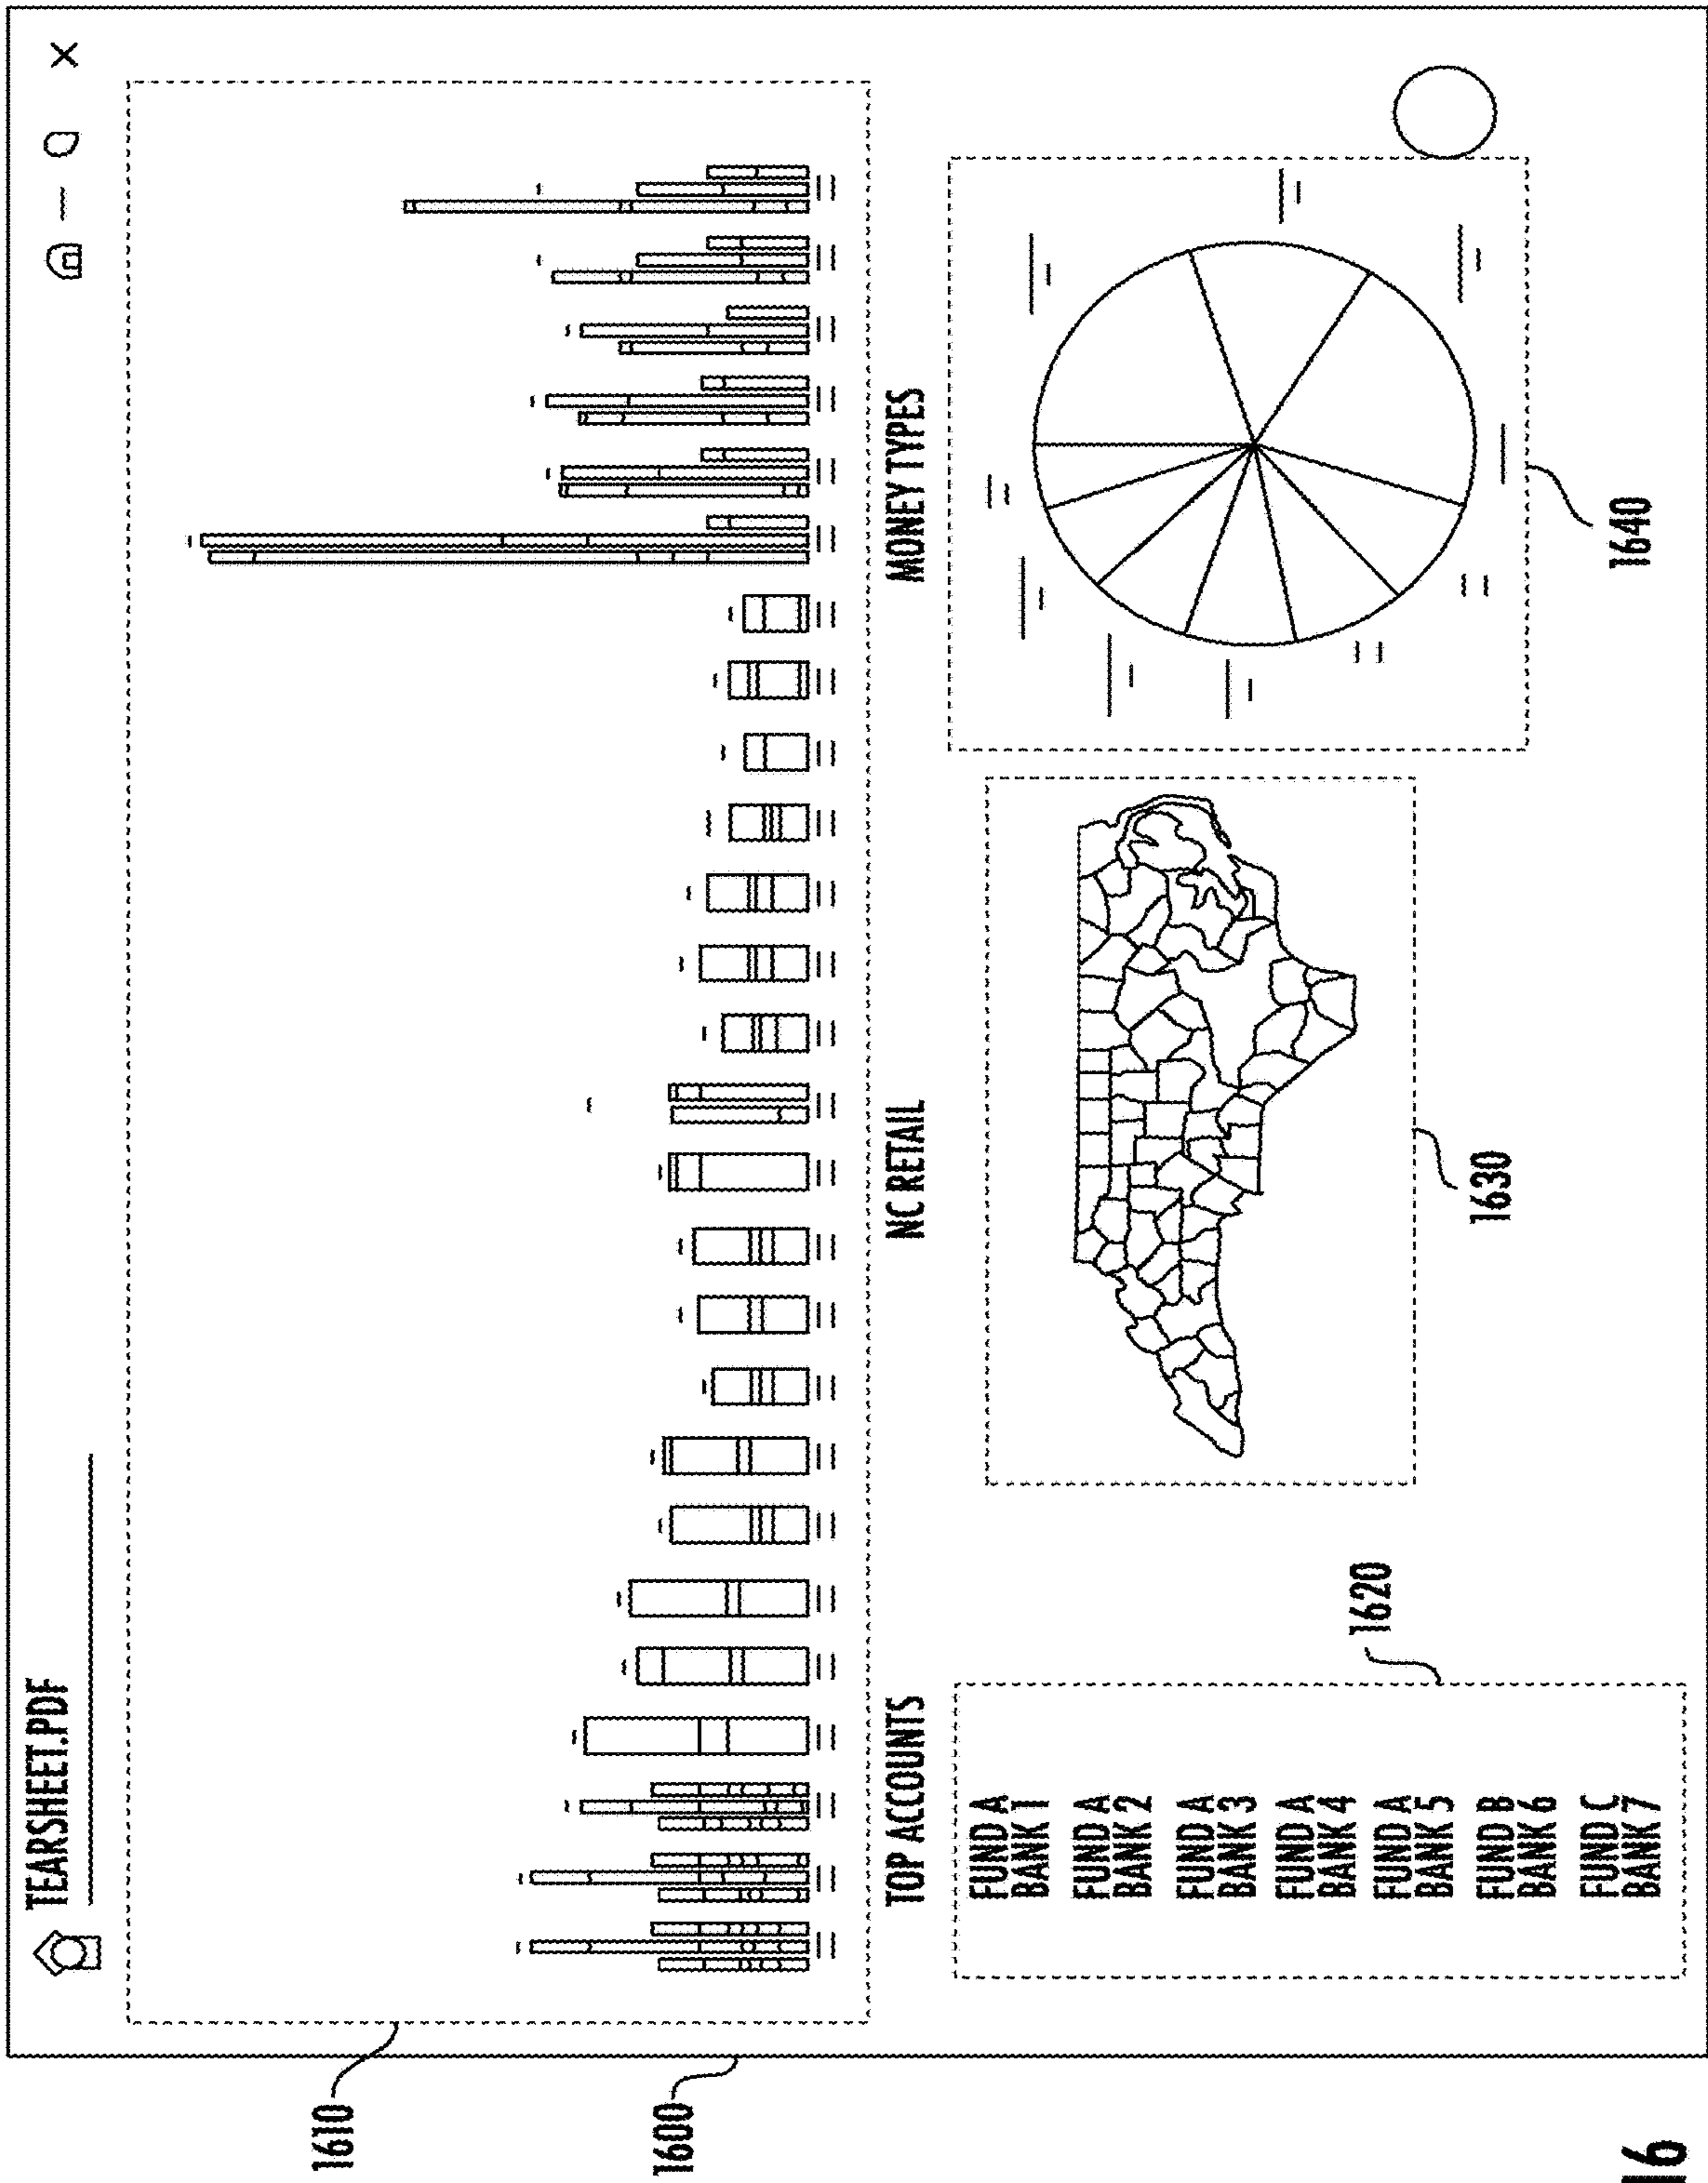 TEARSHEET.PDF
1610
1600
TOP ACCOUNTS
NC RETAIL
MONEY TYPES
FUND A
BANK 1
FUND A
BANK 2
FUND A
BANK 3
FUND A
BANK 4
FUND A
BANK 5
FUND B
BANK 6
FUND C
BANK 7
1620
1630
1640
16